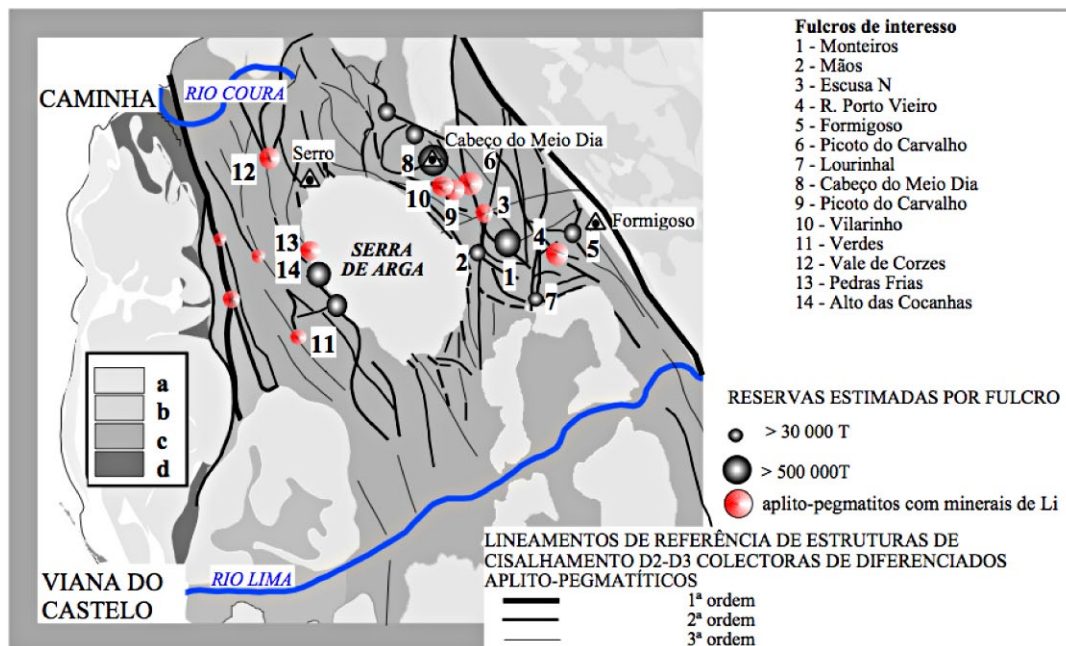 Fulcros de interesso
1 - Monteiros
2 - Mãos
3 - Escusa N
4 - R. Porto Vieiro
5 - Formigoso
6 - Picoto do Carvalho
7 - Lourinhal
8 - Cabeço do Meio Dia
9 - Picoto do Carvalho
10 - Vilarinho
11 - Verdes
12 - Vale de Corzes
13 - Pedras Frias
14 - Alto das Cocanhas
CAMINHA
RIO COURA
Cabeço do Meio Dia
8
6
12
Serro
10
9
3
Formigoso
13
SERRA
DE ARGA
4
5
14
2
1
7
11
a
b
c
d
RESERVAS ESTIMADAS POR FULCRO
> 30 000 T
> 500 000T
aplito-pegmatitos com minerais de Li
LINEAMENTOS DE REFERÊNCIA DE ESTRUTURAS DE
CISALHAMENTO D2-D3 COLECTORAS DE DIFERENCIADOS
APLITO-PEGMATÍTICOS
1ª ordem
2ª ordem
3ª ordem
VIANA DO
CASTELO
RIO LIMA